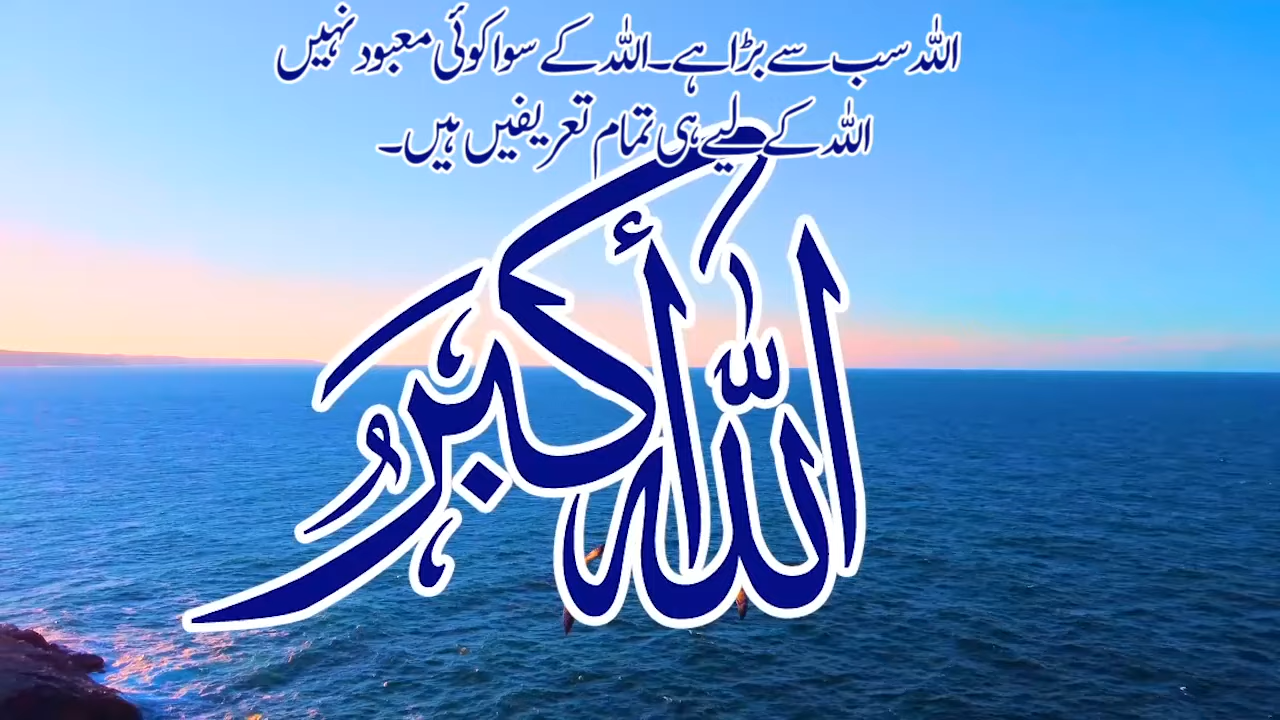 اللہ سب سے بڑا ہے۔ اللہ کے سوا کوئی معبود نہیں
اللہ کے لیے ہی تمام تعریفیں ہیں۔
اللّٰه أكبرُ